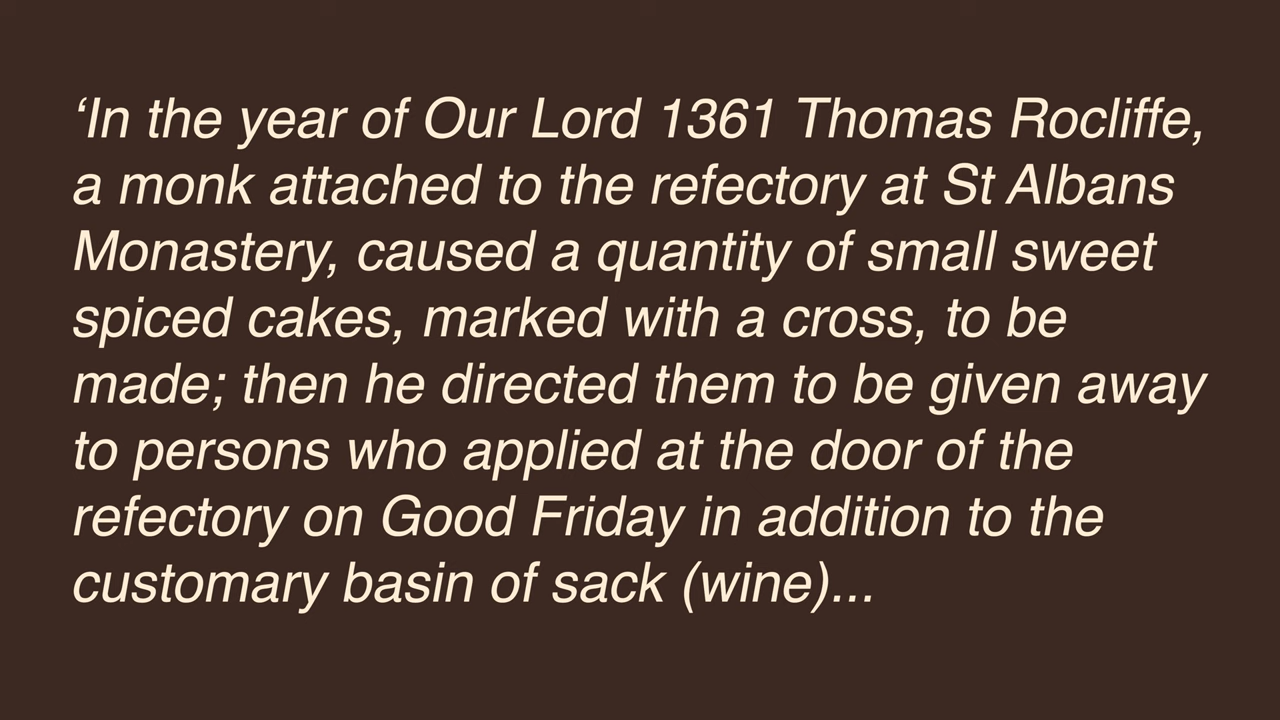 ‘In the year of Our Lord 1361 Thomas Rocliffe,
a monk attached to the refectory at St Albans
Monastery, caused a quantity of small sweet
spiced cakes, marked with a cross, to be
made; then he directed them to be given away
to persons who applied at the door of the
refectory on Good Friday in addition to the
customary basin of sack (wine)...